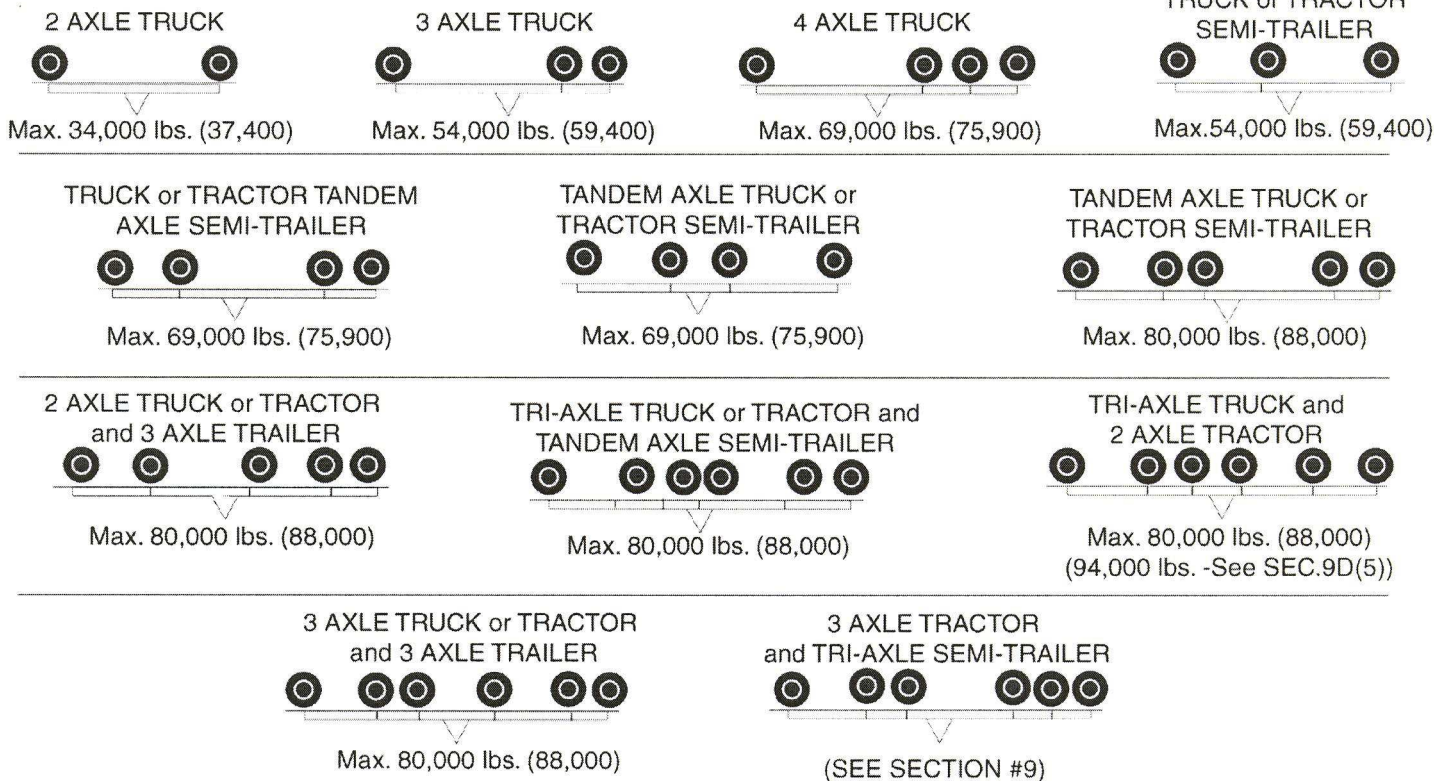 2 AXLE TRUCK
Max. 34,000 lbs. (37,400)
3 AXLE TRUCK
Max. 54,000 lbs. (59,400)
4 AXLE TRUCK
Max. 69,000 lbs. (75,900)
TRUCK or TRACTOR
SEMI-TRAILER
Max.54,000 lbs. (59,400)
TRUCK or TRACTOR TANDEM
AXLE SEMI-TRAILER
Max. 69,000 lbs. (75,900)
TANDEM AXLE TRUCK or
TRACTOR SEMI-TRAILER
Max. 69,000 lbs. (75,900)
TANDEM AXLE TRUCK or
TRACTOR SEMI-TRAILER
Max. 80,000 lbs. (88,000)
2 AXLE TRUCK or TRACTOR
and 3 AXLE TRAILER
Max. 80,000 lbs. (88,000)
TRI-AXLE TRUCK or TRACTOR and
TANDEM AXLE SEMI-TRAILER
Max. 80,000 lbs. (88,000)
TRI-AXLE TRUCK and
2 AXLE TRACTOR
Max. 80,000 lbs. (88,000)
(94,000 lbs. -See SEC.9D(5))
3 AXLE TRUCK or TRACTOR
and 3 AXLE TRAILER
Max. 80,000 lbs. (88,000)
3 AXLE TRACTOR
and TRI-AXLE SEMI-TRAILER
(SEE SECTION #9)